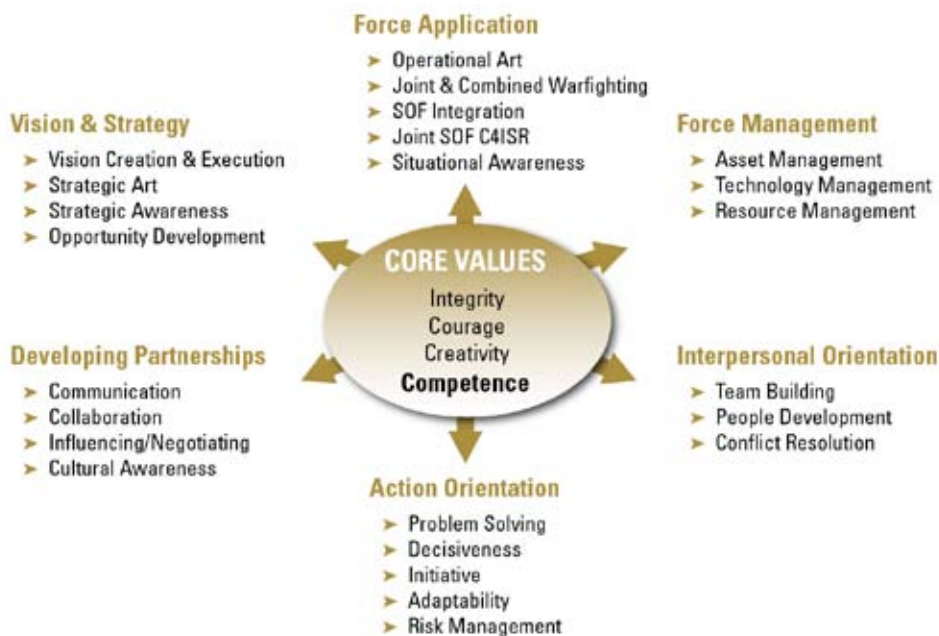 Force Application
➤ Operational Art
➤ Joint & Combined Warfighting
➤ SOF Integration
➤ Joint SOF C4ISR
➤ Situational Awareness
Vision & Strategy
➤ Vision Creation & Execution
➤ Strategic Art
➤ Strategic Awareness
➤ Opportunity Development
Force Management
➤ Asset Management
➤ Technology Management
➤ Resource Management
CORE VALUES
Integrity
Courage
Creativity
Competence
Developing Partnerships
➤ Communication
➤ Collaboration
➤ Influencing/Negotiating
➤ Cultural Awareness
Interpersonal Orientation
➤ Team Building
➤ People Development
➤ Conflict Resolution
Action Orientation
➤ Problem Solving
➤ Decisiveness
➤ Initiative
➤ Adaptability
➤ Risk Management